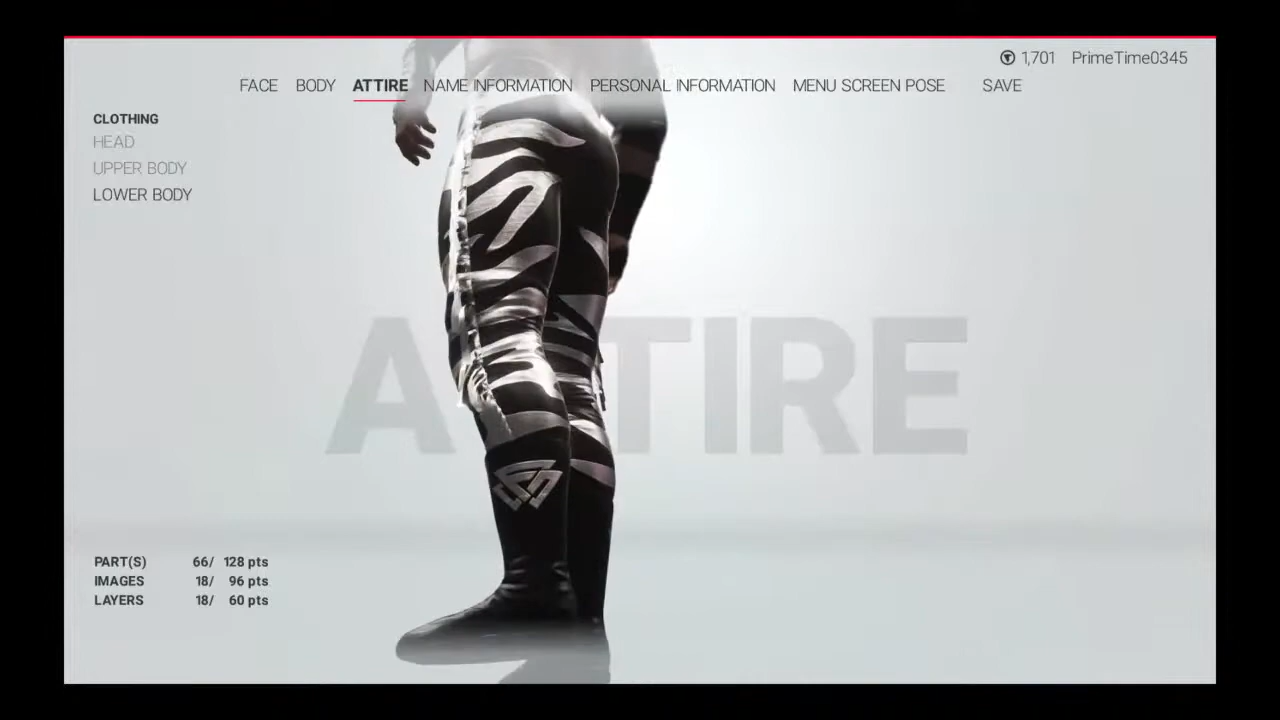 1,701 PrimeTime0345
FACE BODY ATTIRE NAME INFORMATION PERSONAL INFORMATION MENU SCREEN POSE SAVE
CLOTHING
HEAD
UPPER BODY
LOWER BODY
ATTIRE
PART(S) 66/ 128 pts
IMAGES 18/ 96 pts
LAYERS 18/ 60 pts